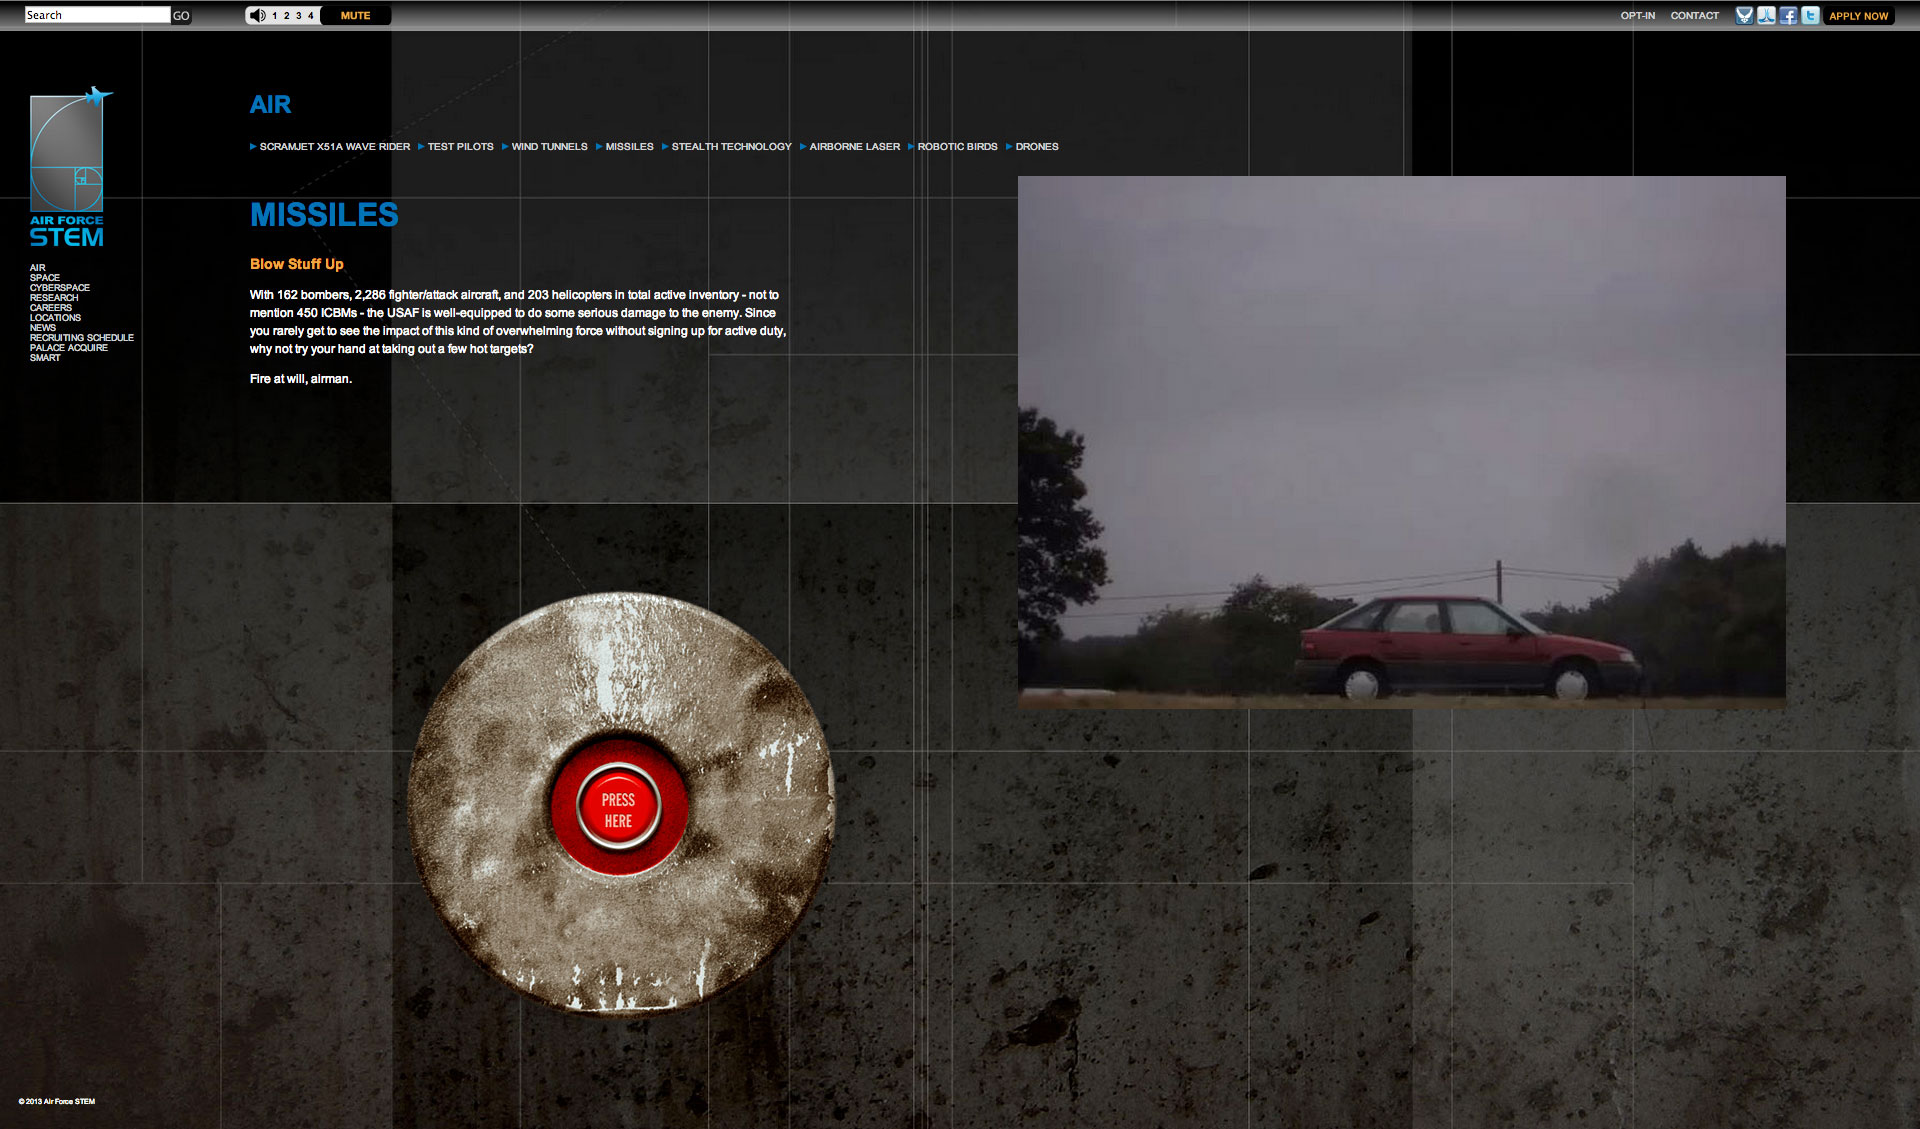 Search GO 1 2 3 4 MUTE OPT-IN CONTACT f t APPLY NOW
AIR
SCRAMJET X51A WAVE RIDER TEST PILOTS WIND TUNNELS MISSILES STEALTH TECHNOLOGY AIRBORNE LASER ROBOTIC BIRDS DRONES
AIR FORCE
STEM
AIR
SPACE
CYBERSPACE
RESEARCH
CAREERS
LOCATIONS
NEWS
RECRUITING SCHEDULE
PALACE ACQUIRE
SMART
MISSILES
Blow Stuff Up
With 162 bombers, 2,286 fighter/attack aircraft, and 203 helicopters in total active inventory - not to
mention 450 ICBMs - the USAF is well-equipped to do some serious damage to the enemy. Since
you rarely get to see the impact of this kind of overwhelming force without signing up for active duty,
why not try your hand at taking out a few hot targets?
Fire at will, airman.
PRESS
HERE
© 2013 Air Force STEM